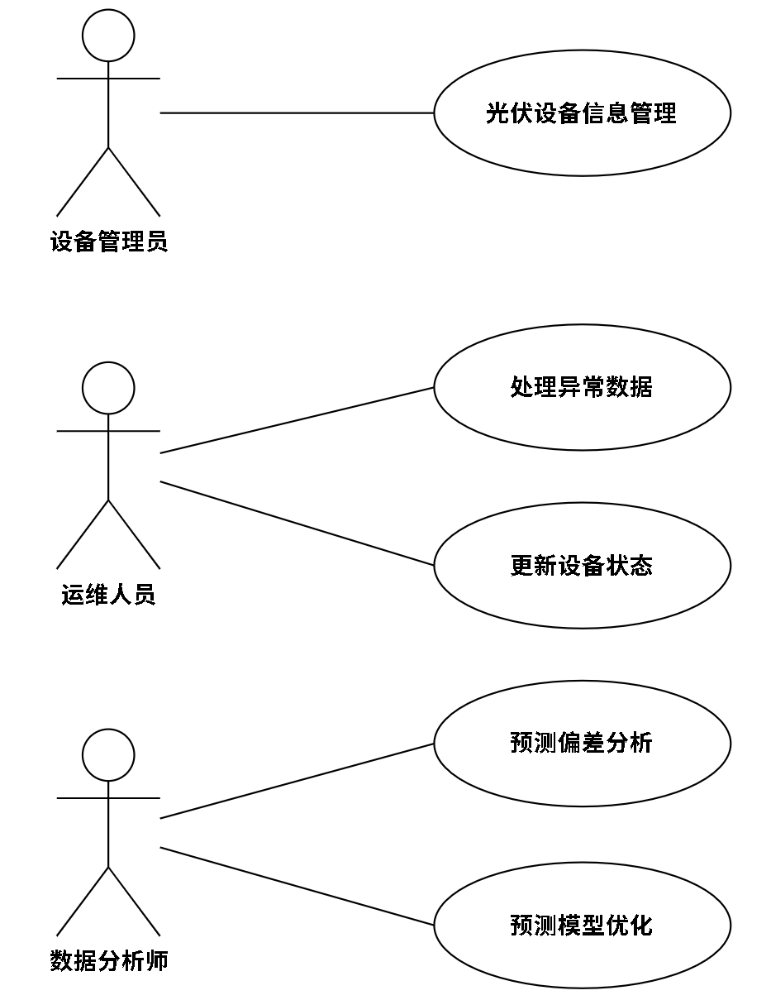 光伏设备信息管理
设备管理员
处理异常数据
更新设备状态
运维人员
预测偏差分析
预测模型优化
数据分析师